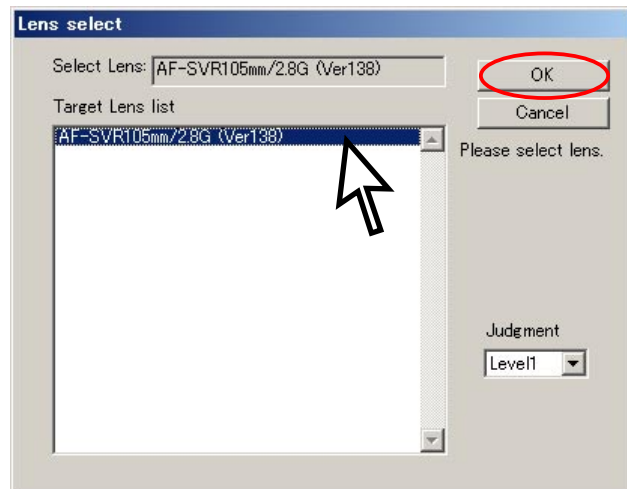 Lens select
Select Lens: AF-SVR105mm/2.8G (Ver138)
OK
Target Lens list
Cancel
AF-SVR105mm/2.8G (Ver138)
Please select lens.
Judgment
Level1